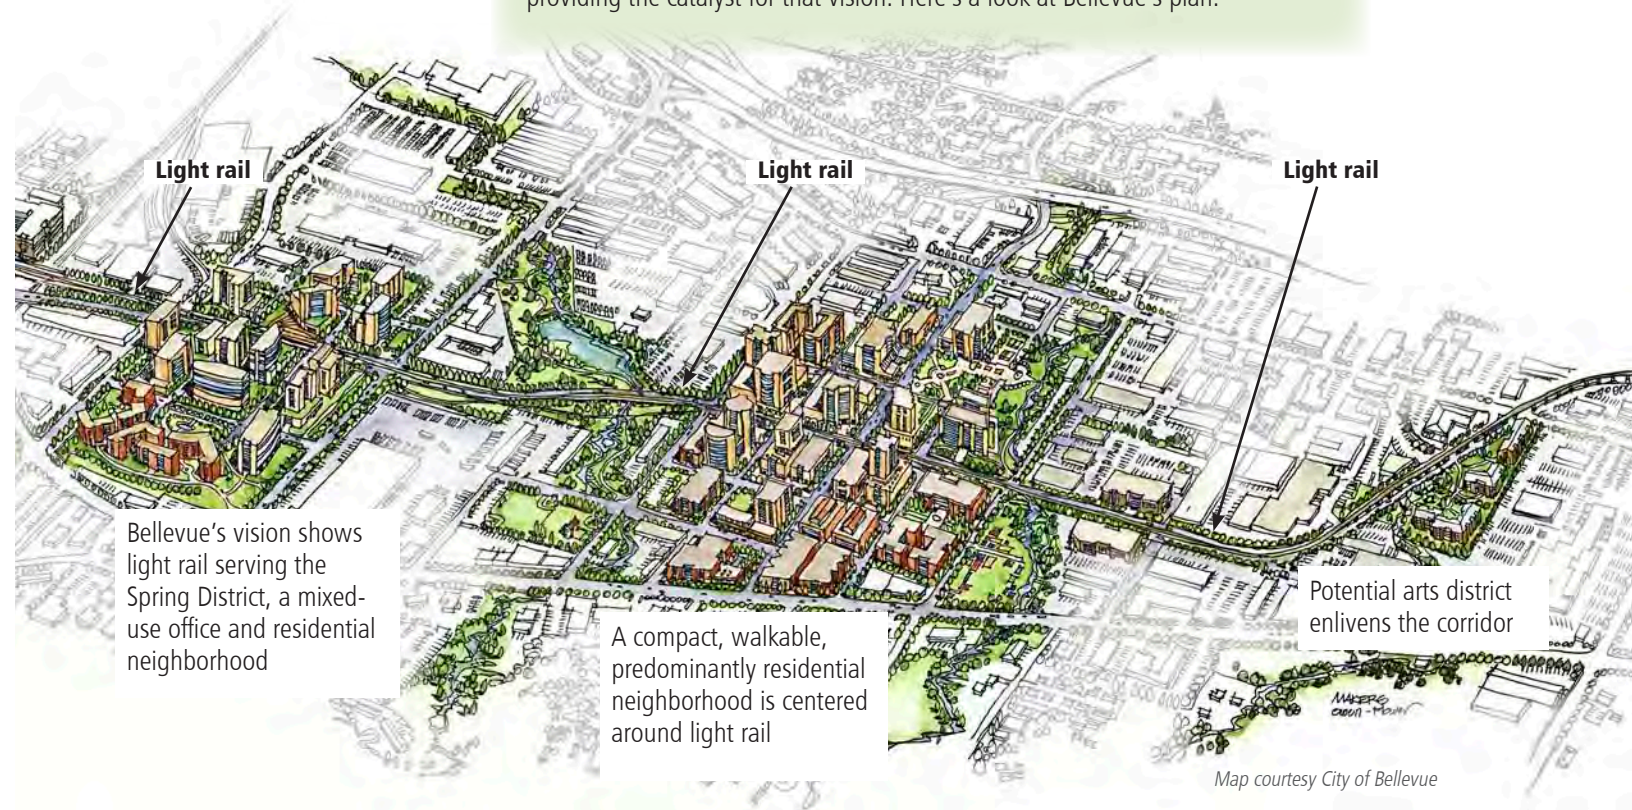 providing the catalyst for that vision. Here's a look at Bellevue's plan.
Light rail
Light rail
Light rail
Bellevue's vision shows
light rail serving the
Spring District, a mixed-
use office and residential
neighborhood
A compact, walkable,
predominantly residential
neighborhood is centered
around light rail
Potential arts district
enlivens the corridor
MAKERS
Map courtesy City of Bellevue